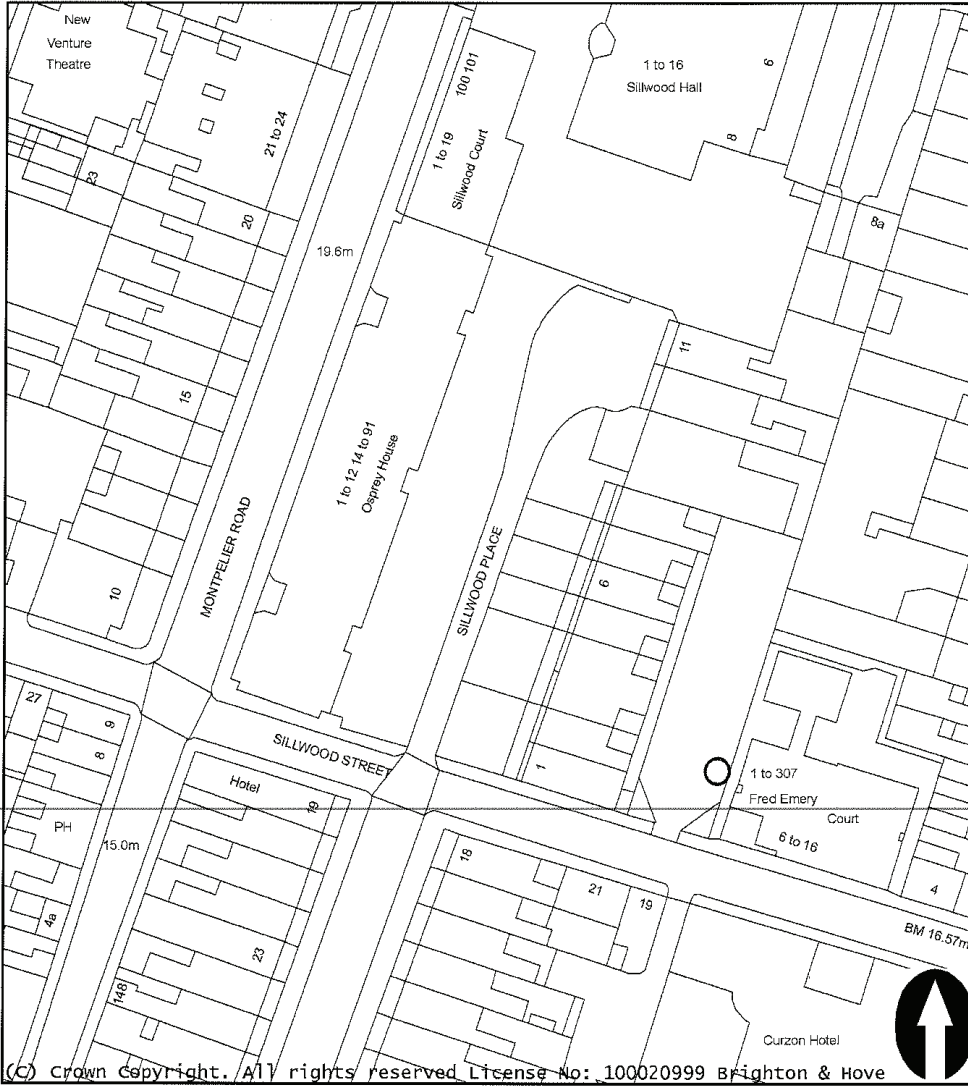 New
Venture
Theatre
21 to 24
100 101
1 to 19
Sillwood Court
1 to 16
Sillwood Hall
6
8
23
20
8a
19.6m
11
15
1 to 12 14 to 91
Osprey House
MONTPELIER ROAD
SILLWOOD PLACE
6
10
27
9
8
SILLWOOD STREET
1
Hotel
19
1 to 307
Fred Emery
Court
6 to 16
PH
15.0m
18
21
19
4
4a
23
BM 16.57m
148
Curzon Hotel
(C) Crown Copyright. All rights reserved License No: 100020999 Brighton & Hove